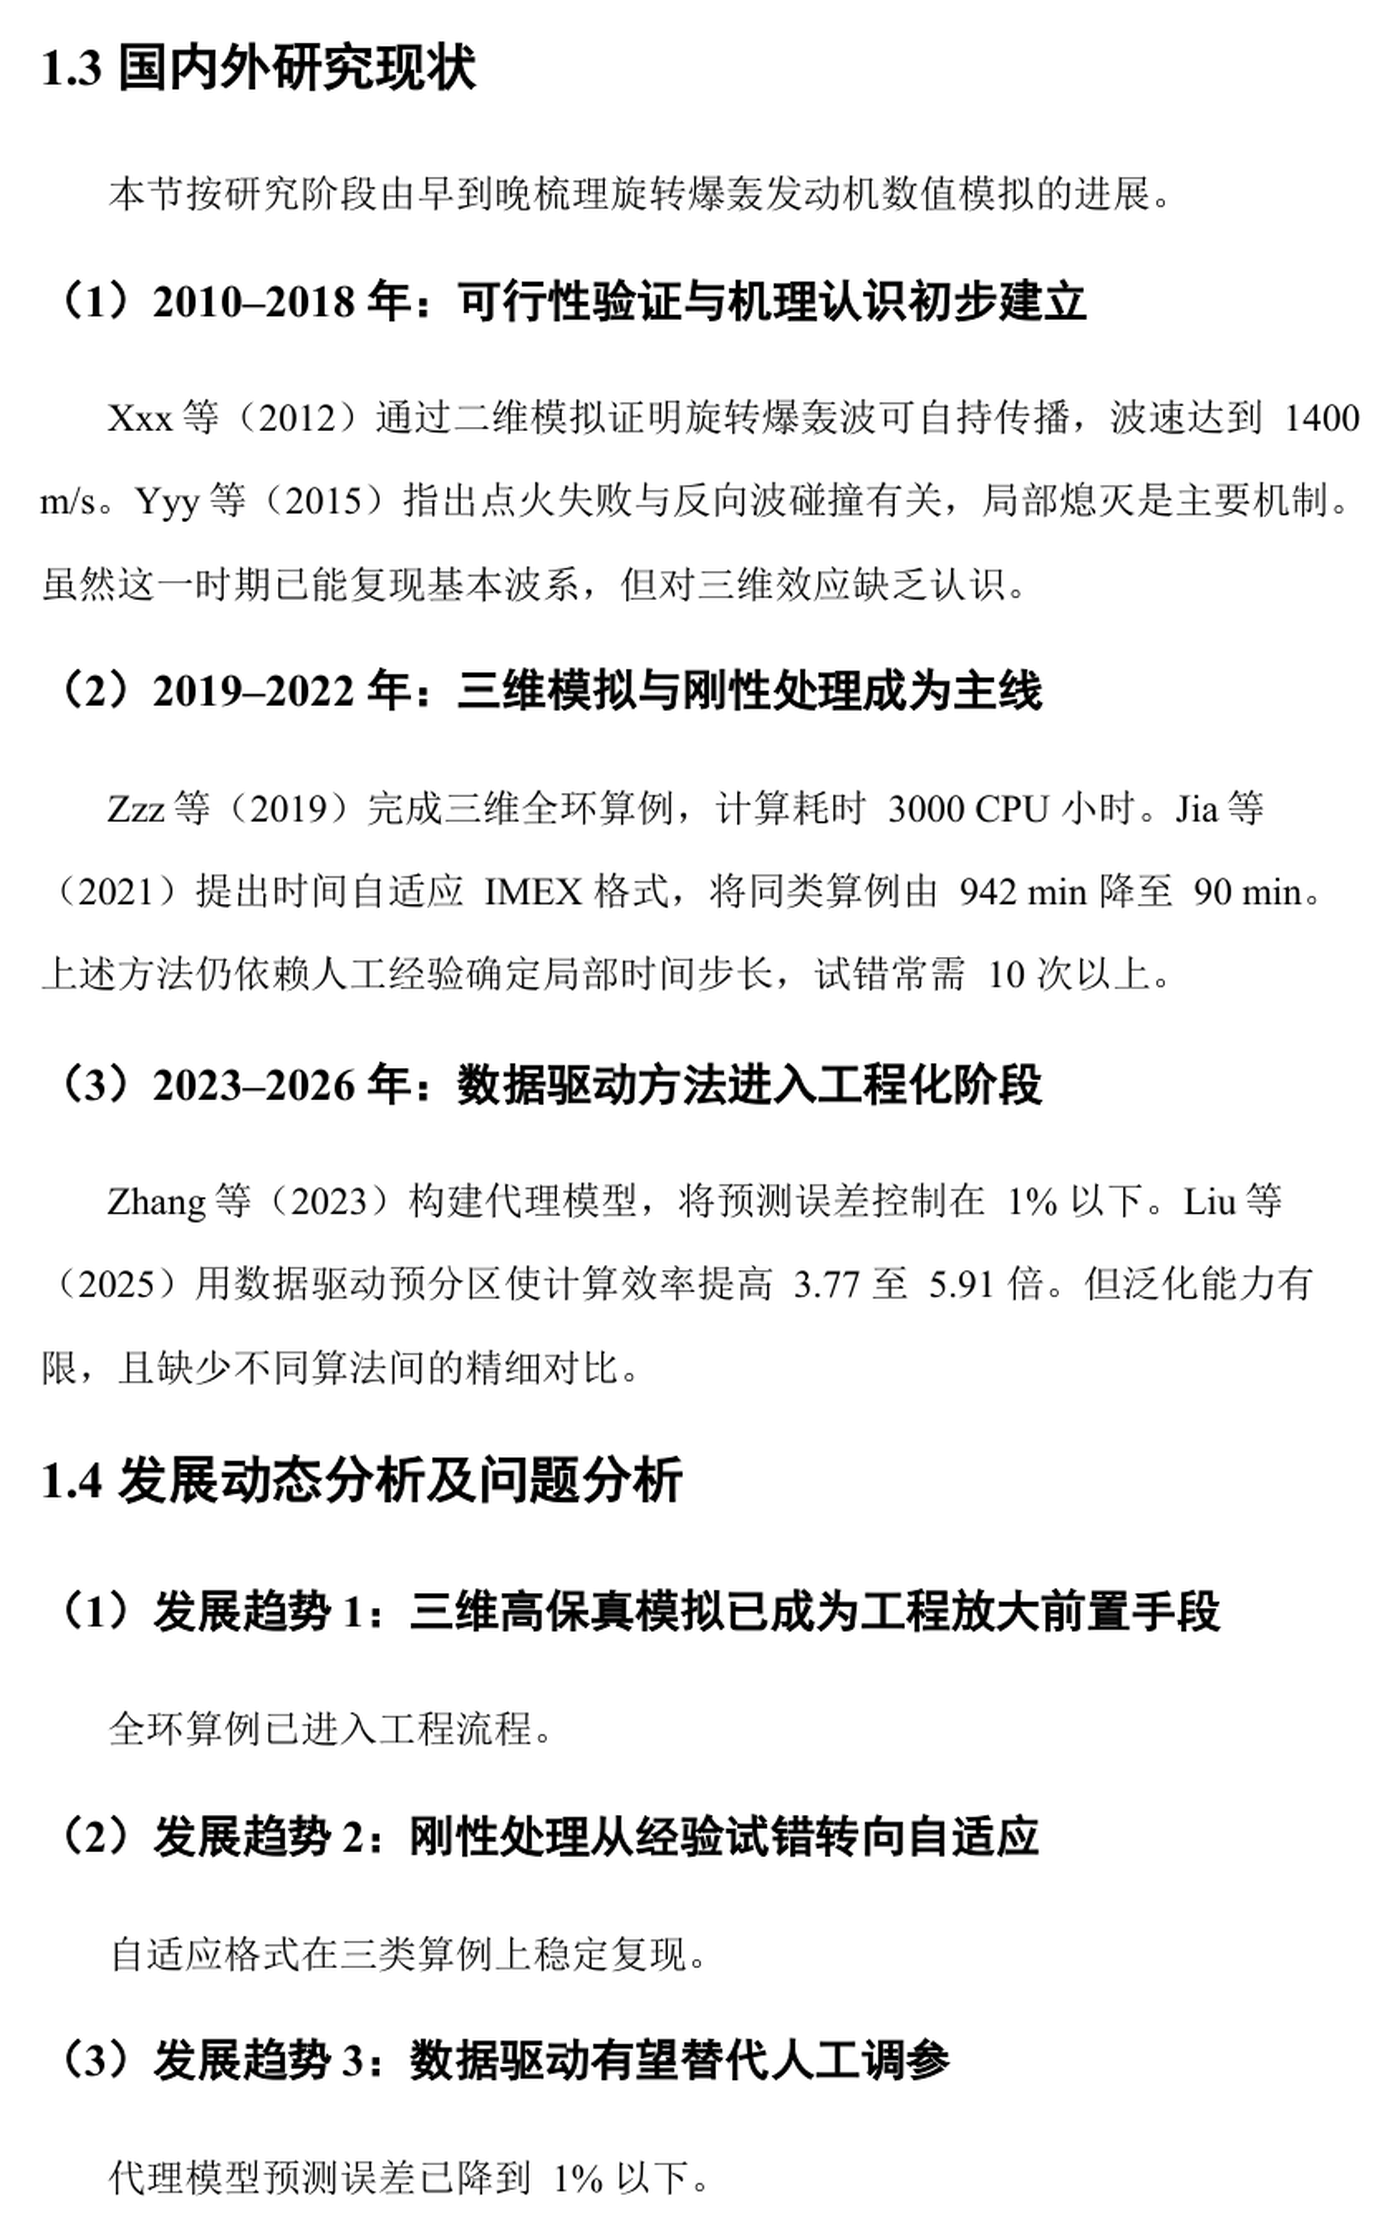 1.3 国内外研究现状
本节按研究阶段由早到晚梳理旋转爆轰发动机数值模拟的进展。
（1）2010–2018 年：可行性验证与机理认识初步建立
Xxx 等（2012）通过二维模拟证明旋转爆轰波可自持传播，波速达到 1400
m/s。Yyy 等（2015）指出点火失败与反向波碰撞有关，局部熄灭是主要机制。
虽然这一时期已能复现基本波系，但对三维效应缺乏认识。
（2）2019–2022 年：三维模拟与刚性处理成为主线
Zzz 等（2019）完成三维全环算例，计算耗时 3000 CPU 小时。Jia 等
（2021）提出时间自适应 IMEX 格式，将同类算例由 942 min 降至 90 min。
上述方法仍依赖人工经验确定局部时间步长，试错常需 10 次以上。
（3）2023–2026 年：数据驱动方法进入工程化阶段
Zhang 等（2023）构建代理模型，将预测误差控制在 1% 以下。Liu 等
（2025）用数据驱动预分区使计算效率提高 3.77 至 5.91 倍。但泛化能力有
限，且缺少不同算法间的精细对比。
1.4 发展动态分析及问题分析
（1）发展趋势 1：三维高保真模拟已成为工程放大前置手段
全环算例已进入工程流程。
（2）发展趋势 2：刚性处理从经验试错转向自适应
自适应格式在三类算例上稳定复现。
（3）发展趋势 3：数据驱动有望替代人工调参
代理模型预测误差已降到 1% 以下。